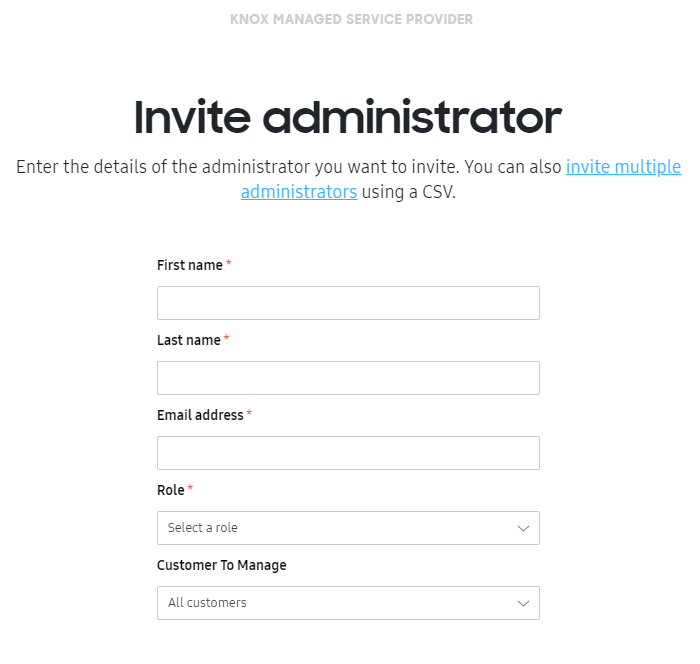 KNOX MANAGED SERVICE PROVIDER
Invite administrator
Enter the details of the administrator you want to invite. You can also invite multiple
administrators using a CSV.
First name *
Last name *
Email address *
Role *
Select a role
Customer To Manage
All customers